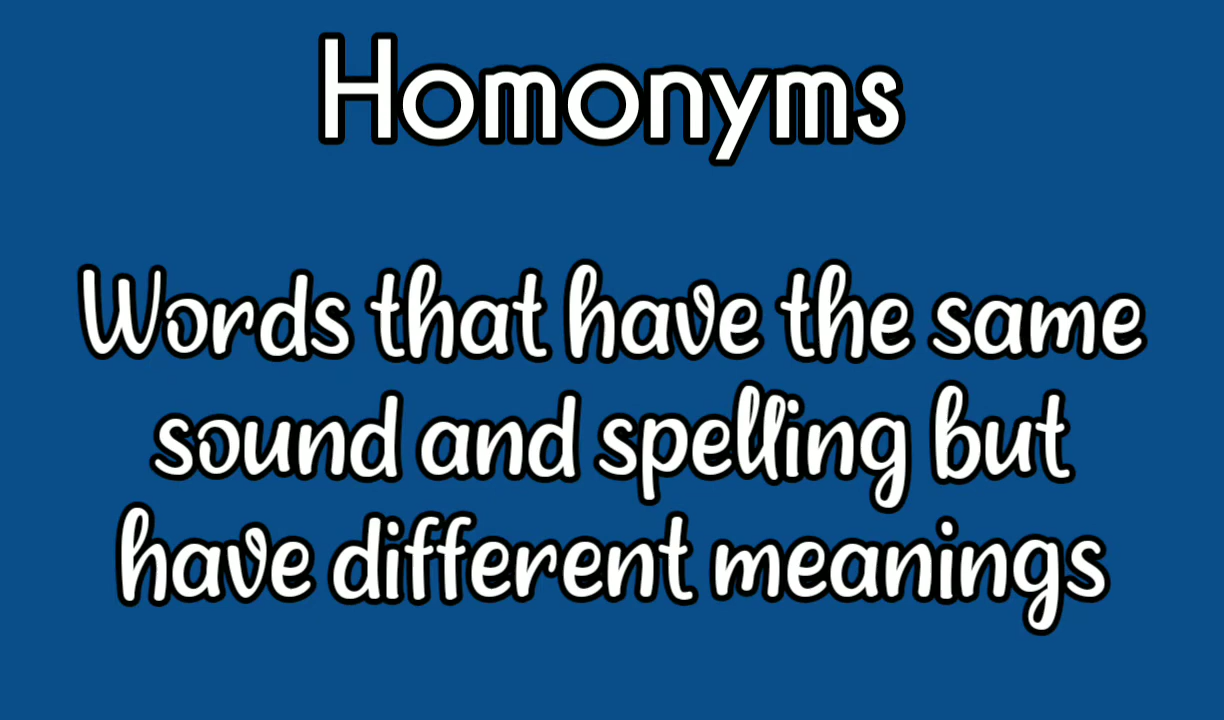 Homonyms
Words that have the same
sound and spelling but
have different meanings